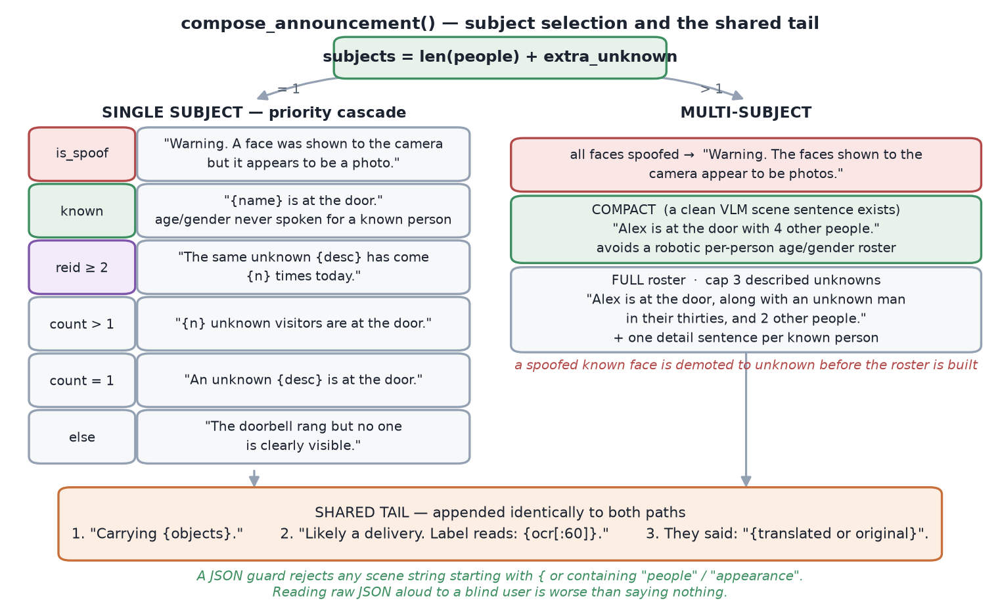 compose_announcement() — subject selection and the shared tail
subjects = len(people) + extra_unknown
= 1
> 1
SINGLE SUBJECT — priority cascade
is_spoof
"Warning. A face was shown to the camera
but it appears to be a photo."
known
"{name} is at the door."
age/gender never spoken for a known person
reid ≥ 2
"The same unknown {desc} has come
{n} times today."
count > 1
"{n} unknown visitors are at the door."
count = 1
"An unknown {desc} is at the door."
else
"The doorbell rang but no one
is clearly visible."
MULTI-SUBJECT
all faces spoofed → "Warning. The faces shown to the
camera appear to be photos."
COMPACT (a clean VLM scene sentence exists)
"Alex is at the door with 4 other people."
avoids a robotic per-person age/gender roster
FULL roster · cap 3 described unknowns
"Alex is at the door, along with an unknown man
in their thirties, and 2 other people."
+ one detail sentence per known person
a spoofed known face is demoted to unknown before the roster is built
SHARED TAIL — appended identically to both paths
1. "Carrying {objects}." 2. "Likely a delivery. Label reads: {ocr[:60]}." 3. They said: "{translated or original}".
A JSON guard rejects any scene string starting with { or containing "people" / "appearance".
Reading raw JSON aloud to a blind user is worse than saying nothing.